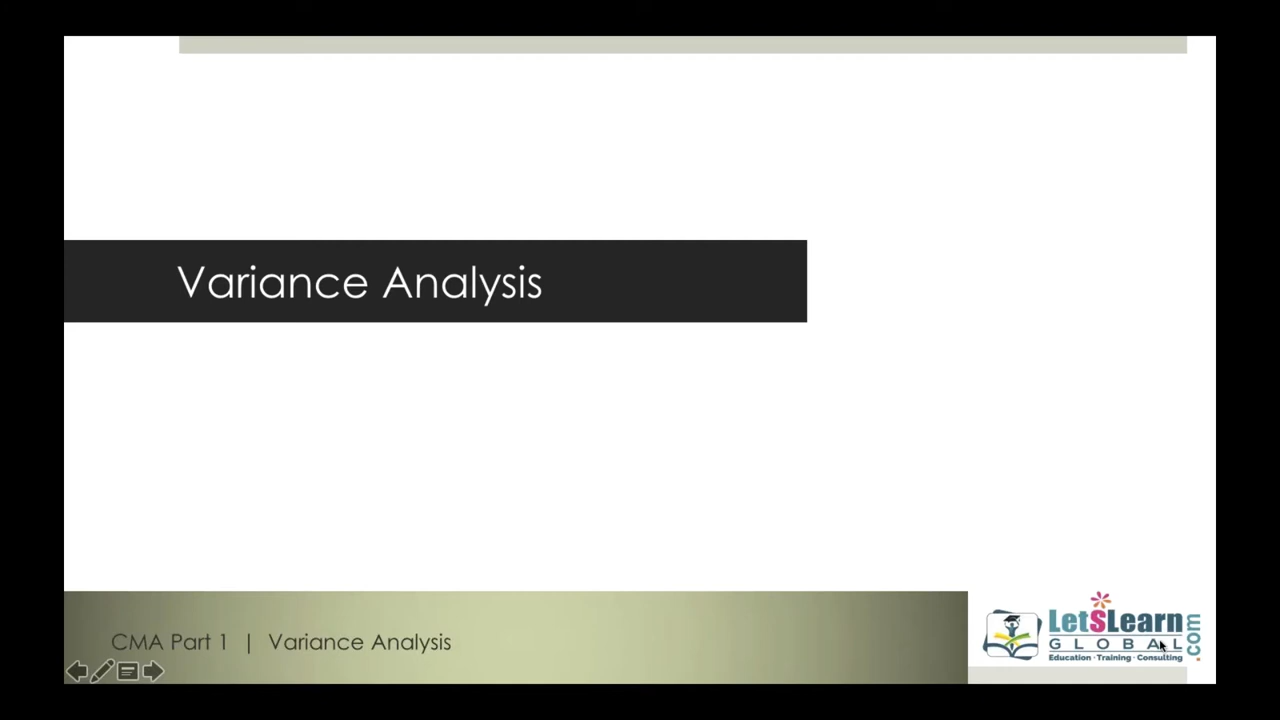 Variance Analysis
CMA Part 1 | Variance Analysis
LetSLearn
GLOBAL
.com
Education · Training · Consulting